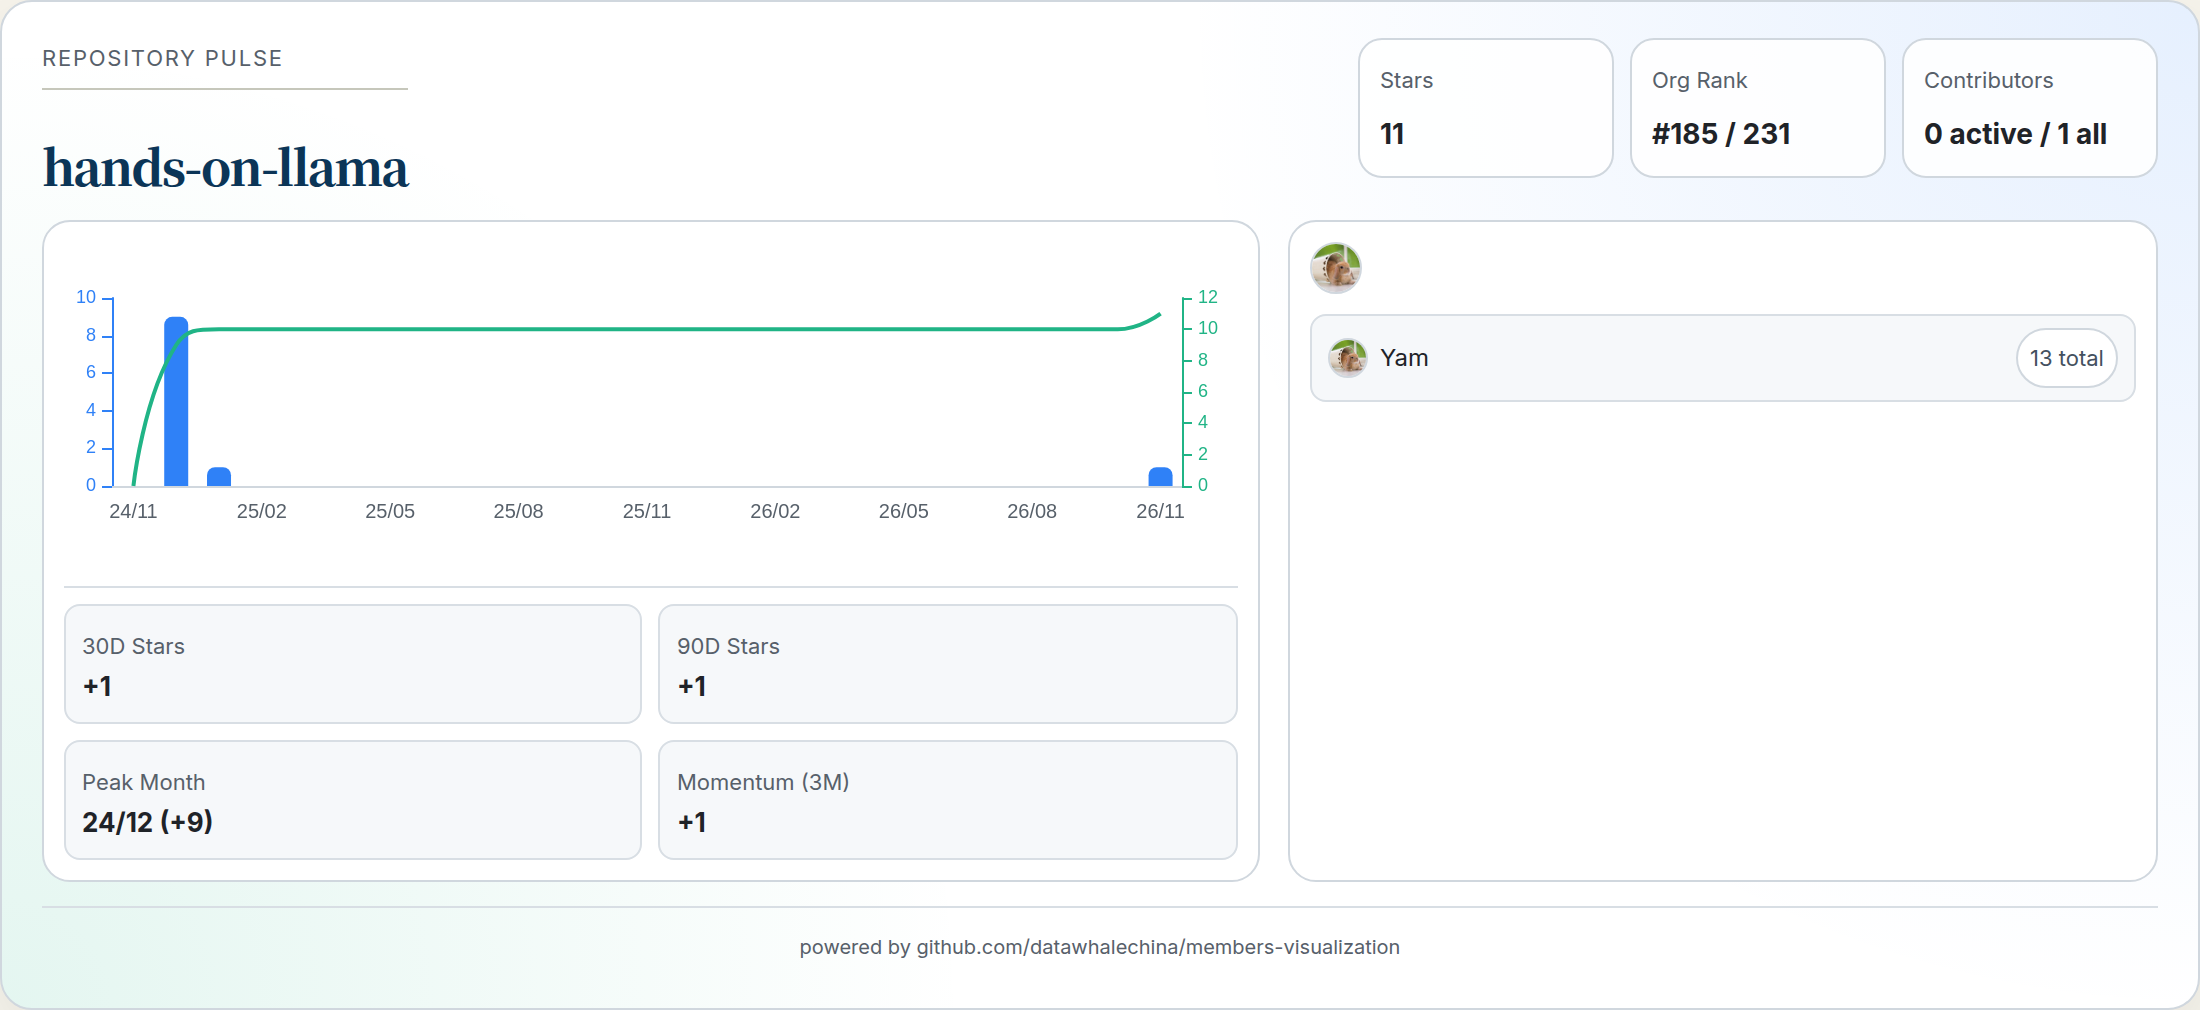 REPOSITORY PULSE
hands-on-llama
Stars
11
Org Rank
#185 / 231
Contributors
0 active / 1 all
10
8
6
4
2
0
12
10
8
6
4
2
0
24/11 25/02 25/05 25/08 25/11 26/02 26/05 26/08 26/11
30D Stars
+1
90D Stars
+1
Peak Month
24/12 (+9)
Momentum (3M)
+1
Yam
13 total
powered by github.com/datawhalechina/members-visualization